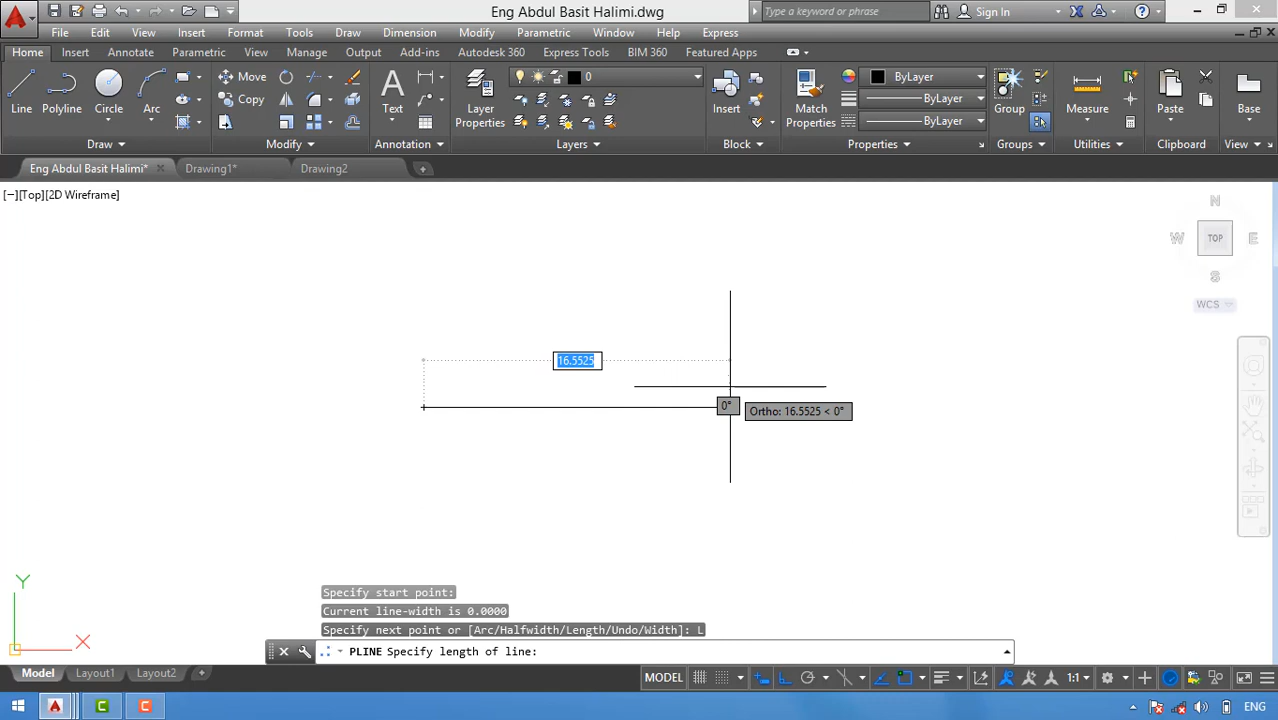 Eng Abdul Basit Halimi.dwg
Type a keyword or phrase
Sign In
File Edit View Insert Format Tools Draw Dimension Modify Parametric Window Help Express
Home Insert Annotate Parametric View Manage Output Add-ins Autodesk 360 Express Tools BIM 360 Featured Apps
Line Polyline Circle Arc
Move
Copy
Text
Layer Properties
0
Insert
Match Properties
ByLayer
ByLayer
ByLayer
Group
Measure
Paste
Base
Draw Modify Annotation Layers Block Properties Groups Utilities Clipboard View
Eng Abdul Basit Halimi* Drawing1* Drawing2
[−][Top][2D Wireframe]
N
W TOP E
S
WCS
16.5525
0°
Ortho: 16.5525 < 0°
Y
X
Specify start point:
Current line-width is 0.0000
Specify next point or [Arc/Halfwidth/Length/Undo/Width]: L
PLINE Specify length of line:
Model Layout1 Layout2
MODEL
1:1
ENG